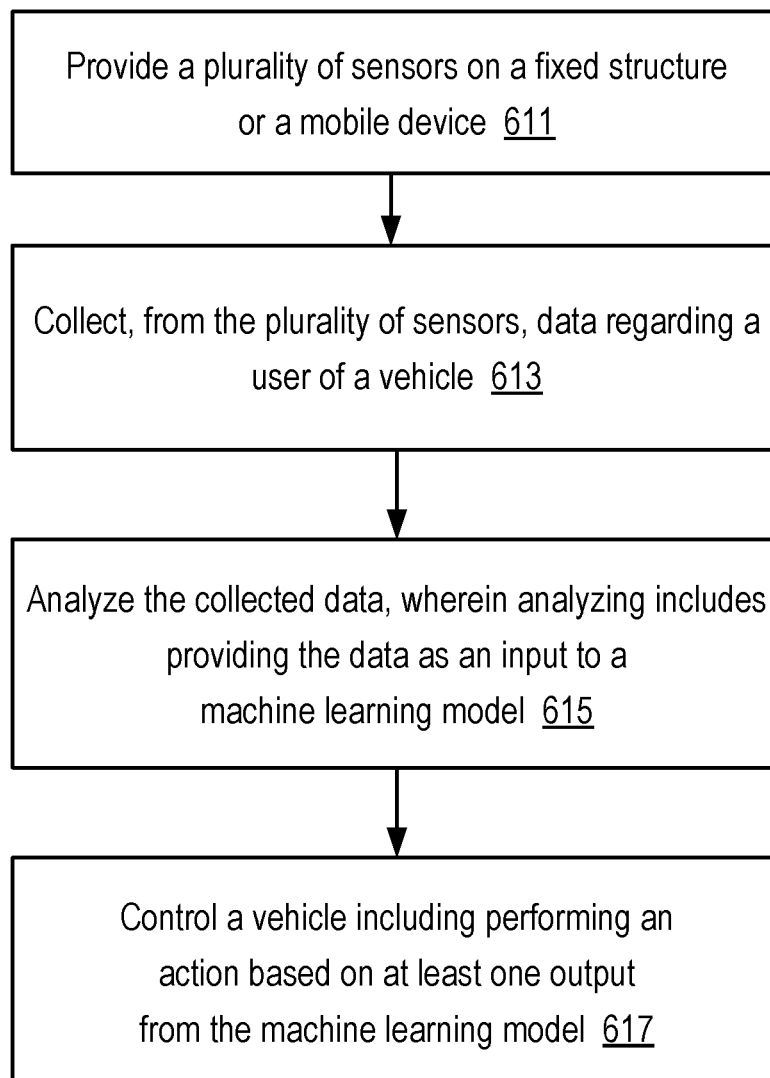 Provide a plurality of sensors on a fixed structure
or a mobile device 611
Collect, from the plurality of sensors, data regarding a
user of a vehicle 613
Analyze the collected data, wherein analyzing includes
providing the data as an input to a
machine learning model 615
Control a vehicle including performing an
action based on at least one output
from the machine learning model 617